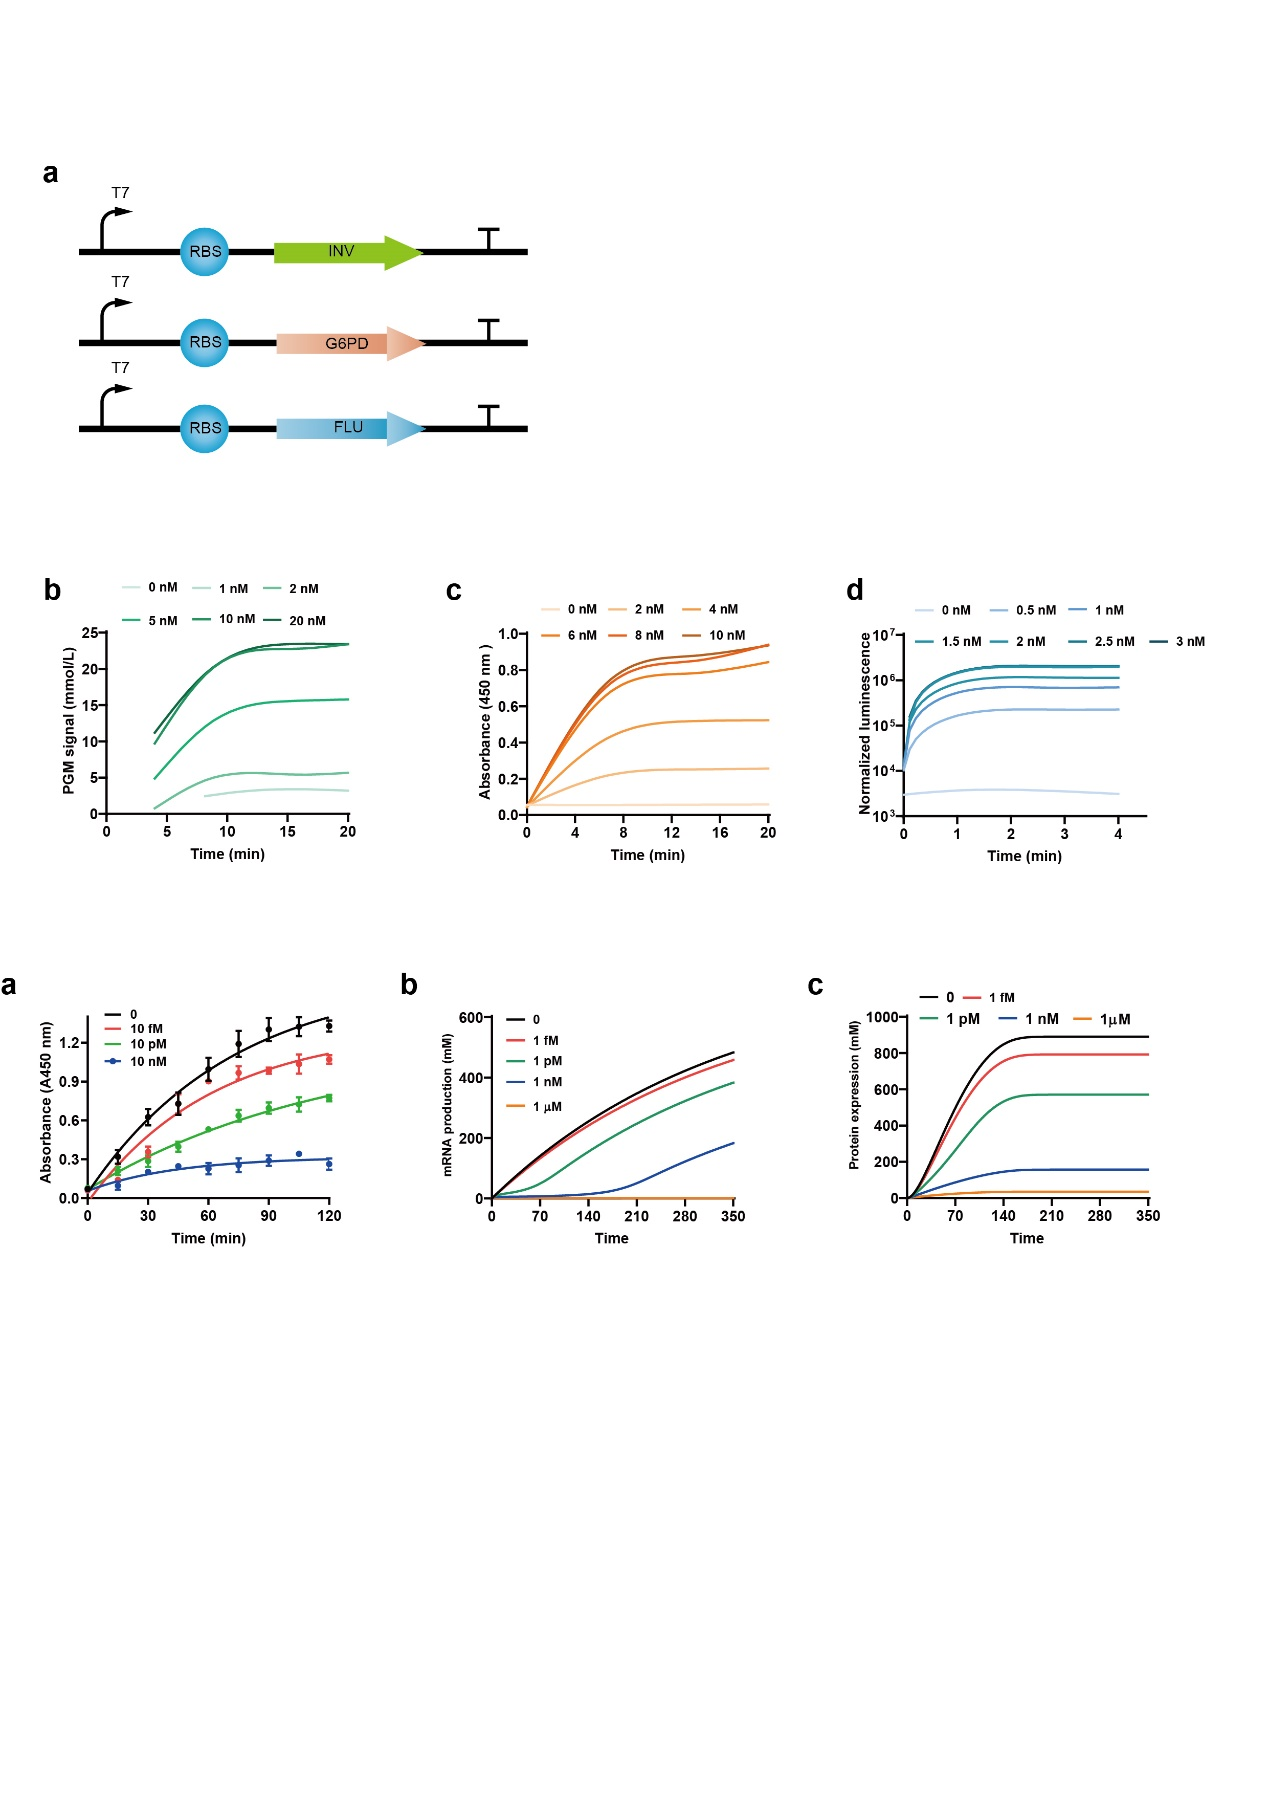 a
T7
RBS
INV
T7
RBS
G6PD
T7
RBS
FLU
b
0 nM 1 nM 2 nM
5 nM 10 nM 20 nM
PGM signal (mmol/L)
25
20
15
10
5
0
0 5 10 15 20
Time (min)
c
0 nM 2 nM 4 nM
6 nM 8 nM 10 nM
Absorbance (450 nm )
1.0
0.8
0.6
0.4
0.2
0.0
0 4 8 12 16 20
Time (min)
d
0 nM 0.5 nM 1 nM
1.5 nM 2 nM 2.5 nM 3 nM
Normalized luminescence
10⁷
10⁶
10⁵
10⁴
10³
0 1 2 3 4
Time (min)
a
0
10 fM
10 pM
10 nM
Absorbance (A450 nm)
1.2
0.9
0.6
0.3
0.0
0 30 60 90 120
Time (min)
b
0
1 fM
1 pM
1 nM
1 μM
mRNA production (mM)
600
400
200
0
0 70 140 210 280 350
Time
c
0 1 fM
1 pM 1 nM 1μM
Protein expression (mM)
1000
800
600
400
200
0
0 70 140 210 280 350
Time